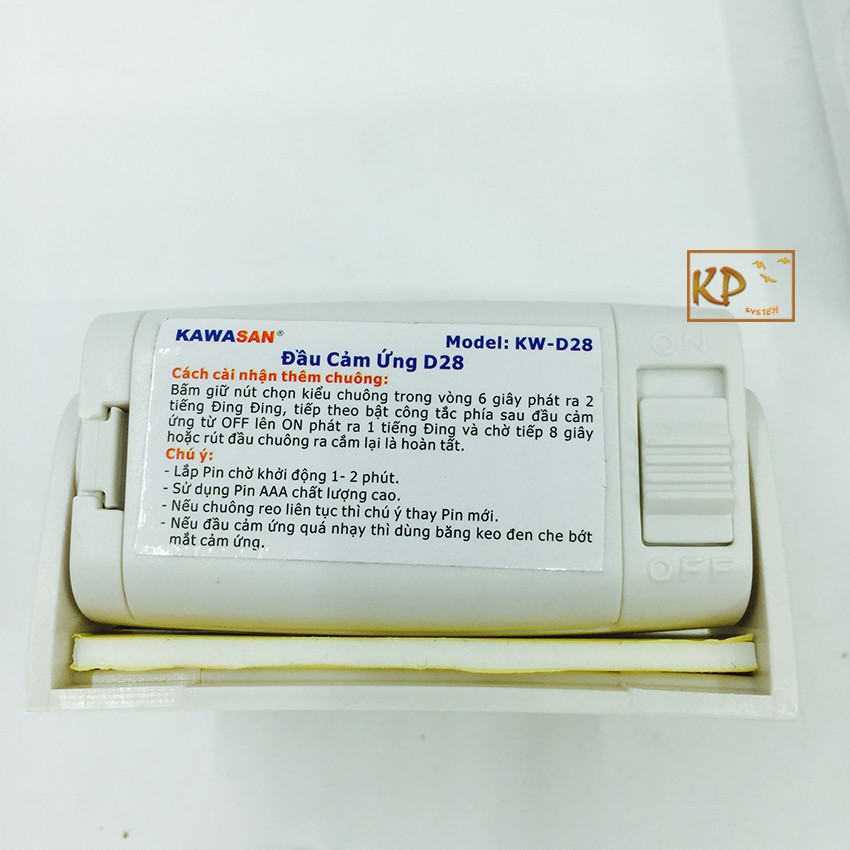 KP
SYSTEM
KAWASAN®
Model: KW-D28
Đầu Cảm Ứng D28
Cách cài nhận thêm chuông:
Bấm giữ nút chọn kiểu chuông trong vòng 6 giây phát ra 2
tiếng Đing Đing, tiếp theo bật công tắc phía sau đầu cảm
ứng từ OFF lên ON phát ra 1 tiếng Đing và chờ tiếp 8 giây
hoặc rút đầu chuông ra cắm lại là hoàn tất.
Chú ý:
- Lắp Pin chờ khởi động 1- 2 phút.
- Sử dụng Pin AAA chất lượng cao.
- Nếu chuông reo liên tục thì chú ý thay Pin mới.
- Nếu đầu cảm ứng quá nhạy thì dùng băng keo đen che bớt
mắt cảm ứng.
ON
OFF